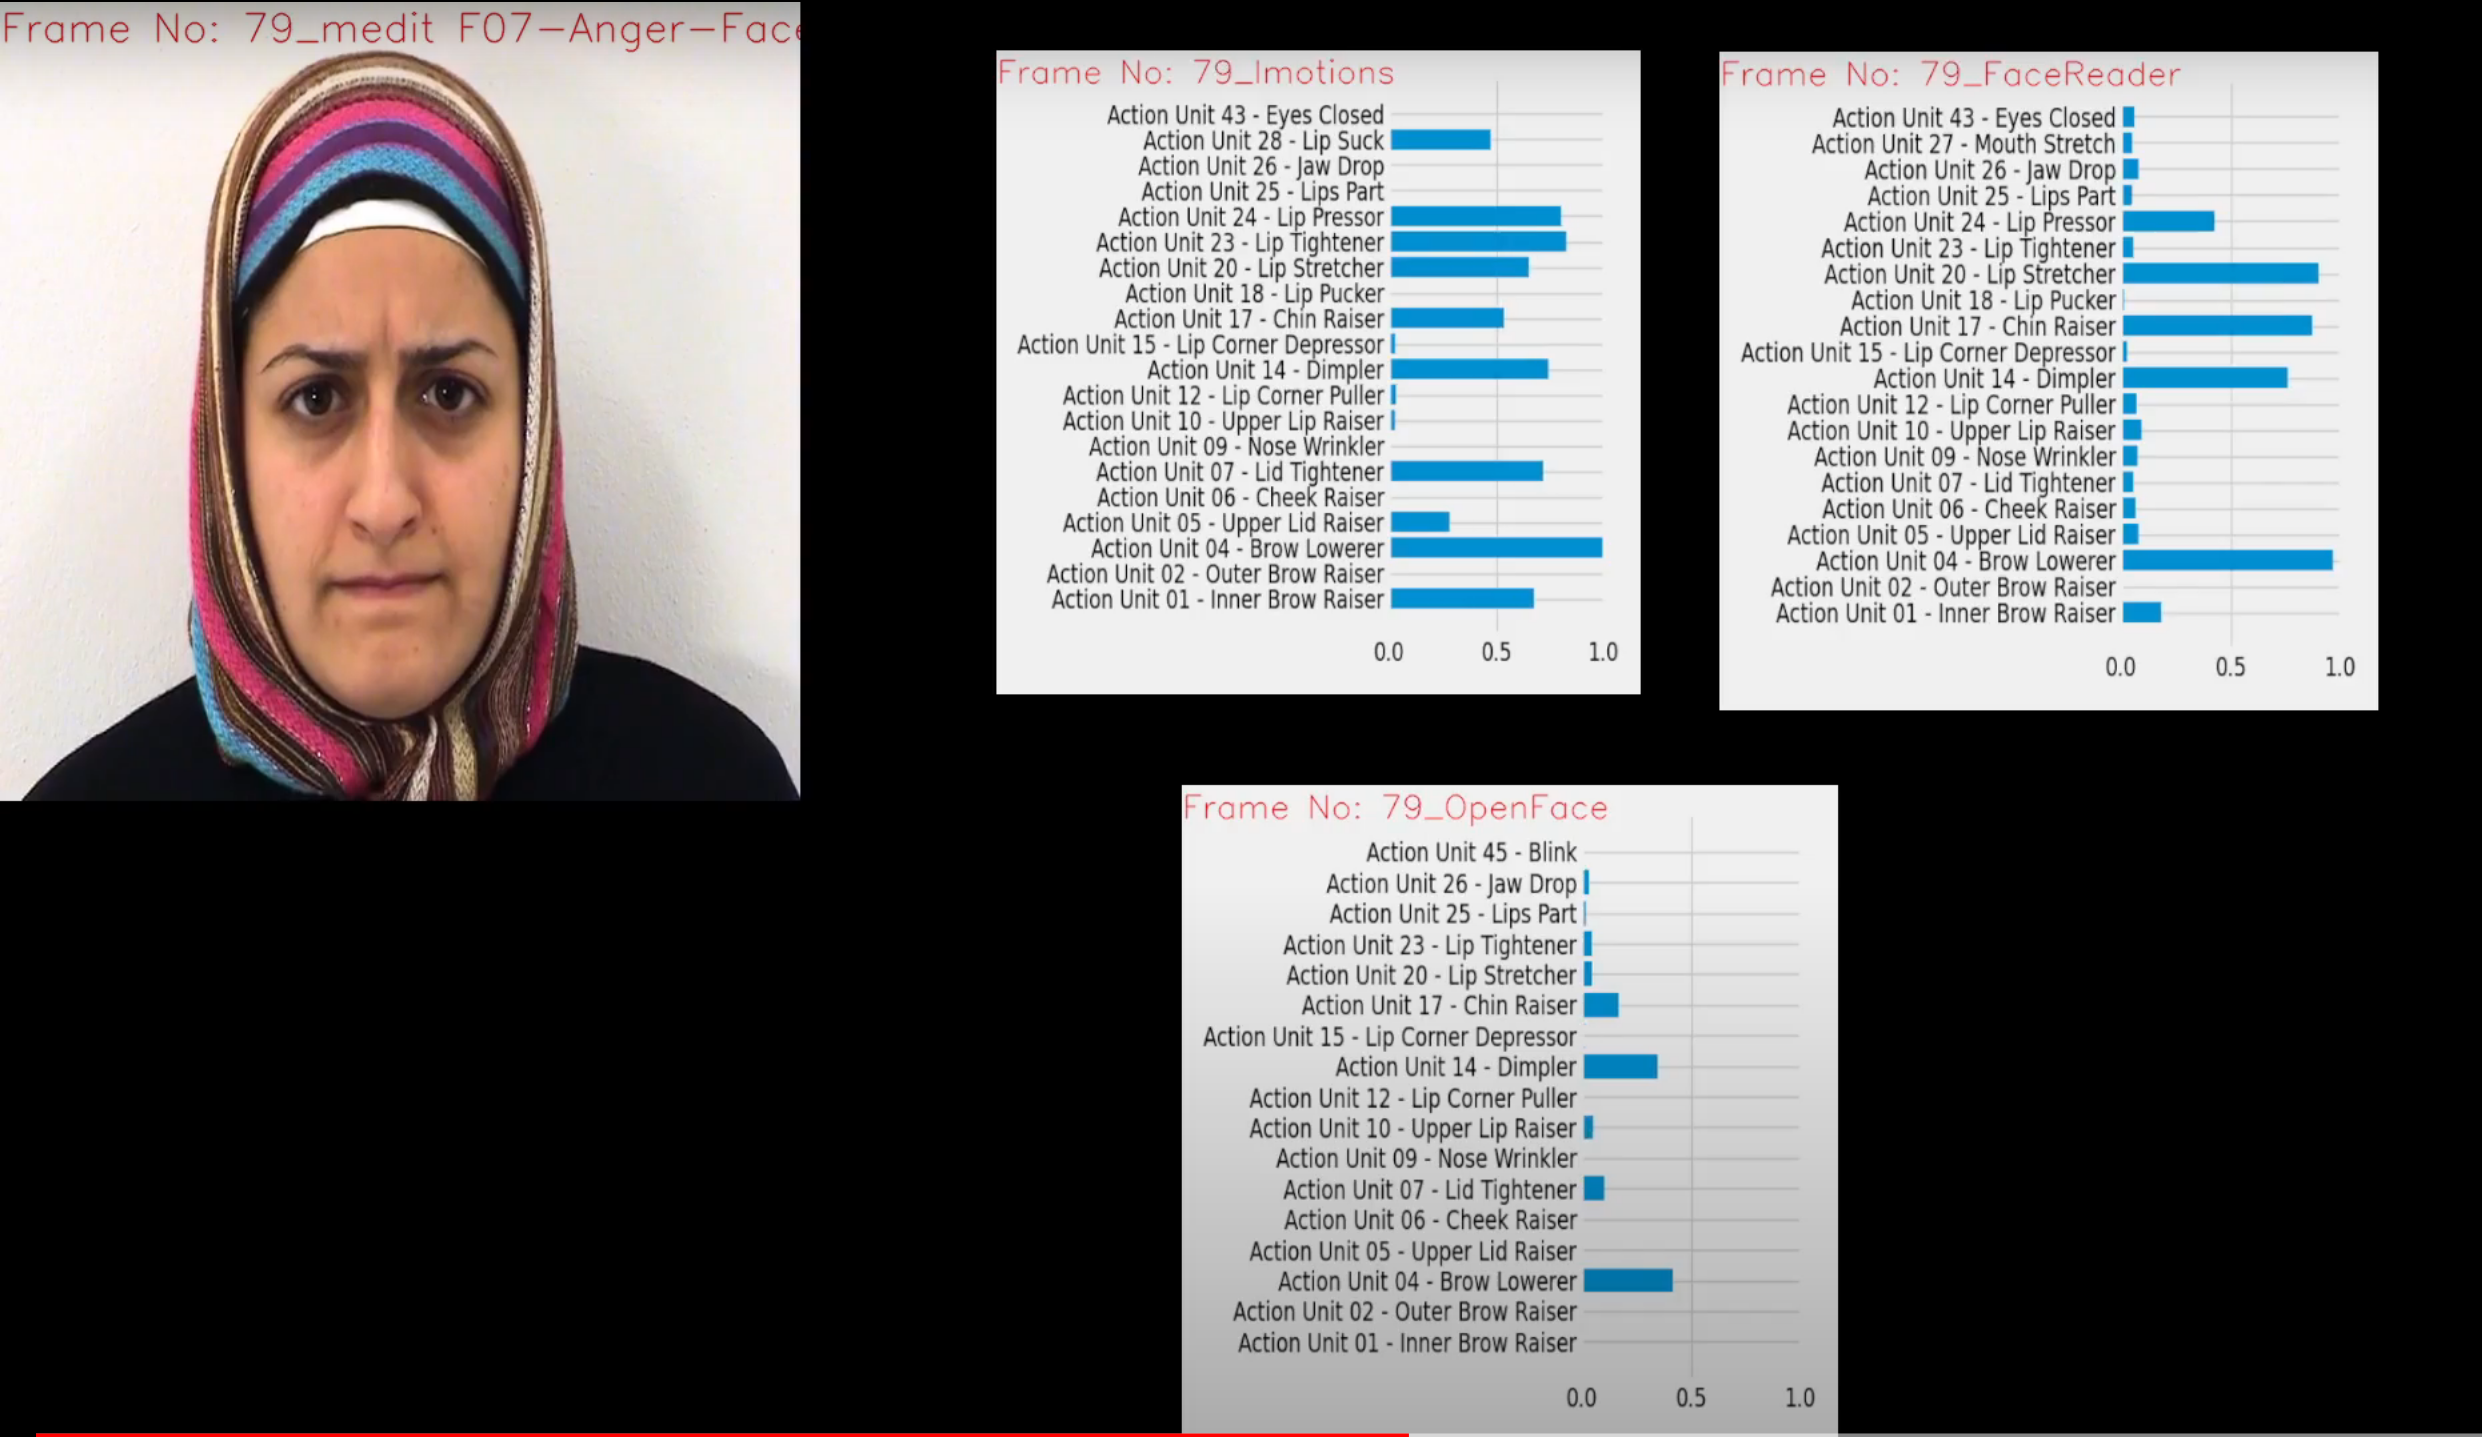 Frame No: 79_medit F07-Anger-Face
Frame No: 79_Imotions
Action Unit 43 - Eyes Closed
Action Unit 28 - Lip Suck
Action Unit 26 - Jaw Drop
Action Unit 25 - Lips Part
Action Unit 24 - Lip Pressor
Action Unit 23 - Lip Tightener
Action Unit 20 - Lip Stretcher
Action Unit 18 - Lip Pucker
Action Unit 17 - Chin Raiser
Action Unit 15 - Lip Corner Depressor
Action Unit 14 - Dimpler
Action Unit 12 - Lip Corner Puller
Action Unit 10 - Upper Lip Raiser
Action Unit 09 - Nose Wrinkler
Action Unit 07 - Lid Tightener
Action Unit 06 - Cheek Raiser
Action Unit 05 - Upper Lid Raiser
Action Unit 04 - Brow Lowerer
Action Unit 02 - Outer Brow Raiser
Action Unit 01 - Inner Brow Raiser
0.0 0.5 1.0
Frame No: 79_FaceReader
Action Unit 43 - Eyes Closed
Action Unit 27 - Mouth Stretch
Action Unit 26 - Jaw Drop
Action Unit 25 - Lips Part
Action Unit 24 - Lip Pressor
Action Unit 23 - Lip Tightener
Action Unit 20 - Lip Stretcher
Action Unit 18 - Lip Pucker
Action Unit 17 - Chin Raiser
Action Unit 15 - Lip Corner Depressor
Action Unit 14 - Dimpler
Action Unit 12 - Lip Corner Puller
Action Unit 10 - Upper Lip Raiser
Action Unit 09 - Nose Wrinkler
Action Unit 07 - Lid Tightener
Action Unit 06 - Cheek Raiser
Action Unit 05 - Upper Lid Raiser
Action Unit 04 - Brow Lowerer
Action Unit 02 - Outer Brow Raiser
Action Unit 01 - Inner Brow Raiser
0.0 0.5 1.0
Frame No: 79_OpenFace
Action Unit 45 - Blink
Action Unit 26 - Jaw Drop
Action Unit 25 - Lips Part
Action Unit 23 - Lip Tightener
Action Unit 20 - Lip Stretcher
Action Unit 17 - Chin Raiser
Action Unit 15 - Lip Corner Depressor
Action Unit 14 - Dimpler
Action Unit 12 - Lip Corner Puller
Action Unit 10 - Upper Lip Raiser
Action Unit 09 - Nose Wrinkler
Action Unit 07 - Lid Tightener
Action Unit 06 - Cheek Raiser
Action Unit 05 - Upper Lid Raiser
Action Unit 04 - Brow Lowerer
Action Unit 02 - Outer Brow Raiser
Action Unit 01 - Inner Brow Raiser
0.0 0.5 1.0